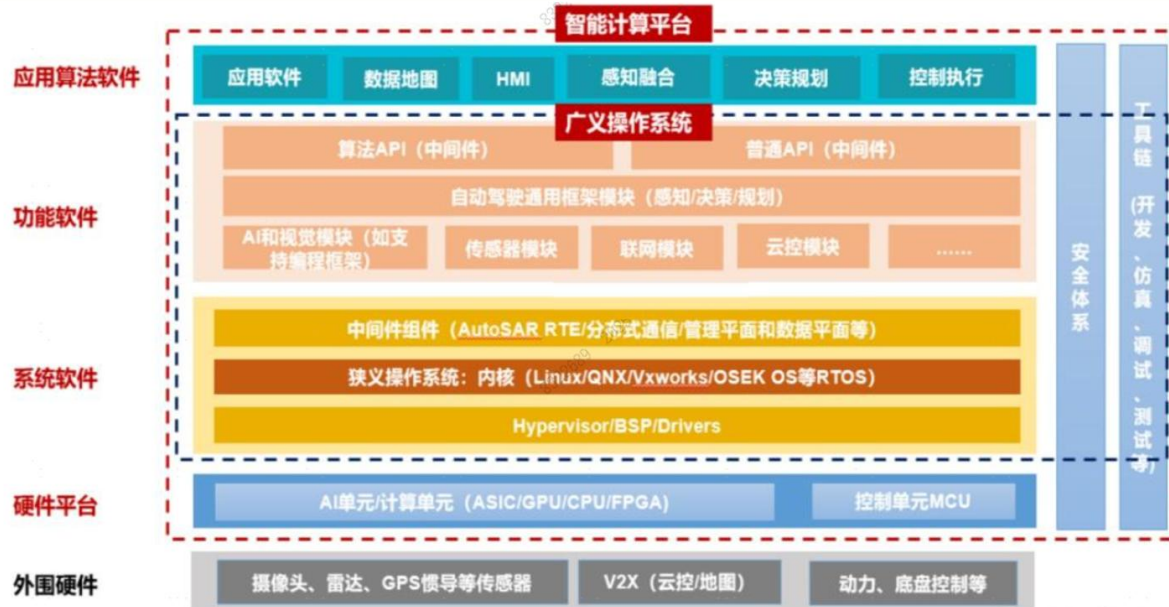 智能计算平台
应用算法软件
应用软件
数据地图
HMI
感知融合
决策规划
控制执行
广义操作系统
功能软件
算法API（中间件）
普通API（中间件）
自动驾驶通用框架模块（感知/决策/规划）
AI和视觉模块（如支
持编程框架）
传感器模块
联网模块
云控模块
……
系统软件
中间件组件（AutoSAR RTE/分布式通信/管理平面和数据平面等）
狭义操作系统：内核（Linux/QNX/Vxworks/OSEK OS等RTOS）
Hypervisor/BSP/Drivers
硬件平台
AI单元/计算单元（ASIC/GPU/CPU/FPGA）
控制单元MCU
外围硬件
摄像头、雷达、GPS惯导等传感器
V2X（云控/地图）
动力、底盘控制等
安全体系
工具链（开发、仿真、调试、测试等）